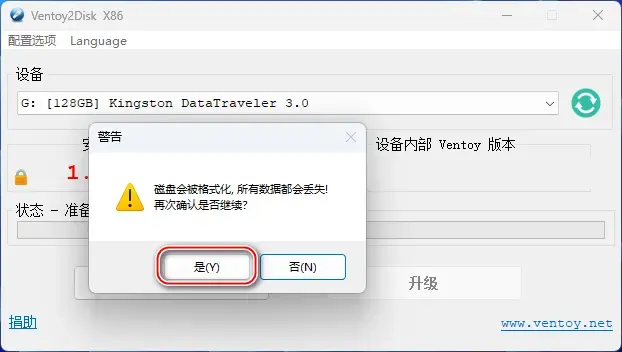 Ventoy2Disk X86
配置选项 Language
设备
G: [128GB] Kingston DataTraveler 3.0
警告
设备内部 Ventoy 版本
1.
磁盘会被格式化, 所有数据都会丢失!
再次确认是否继续?
状态 - 准备
是(Y) 否(N)
升级
捐助 www.ventoy.net